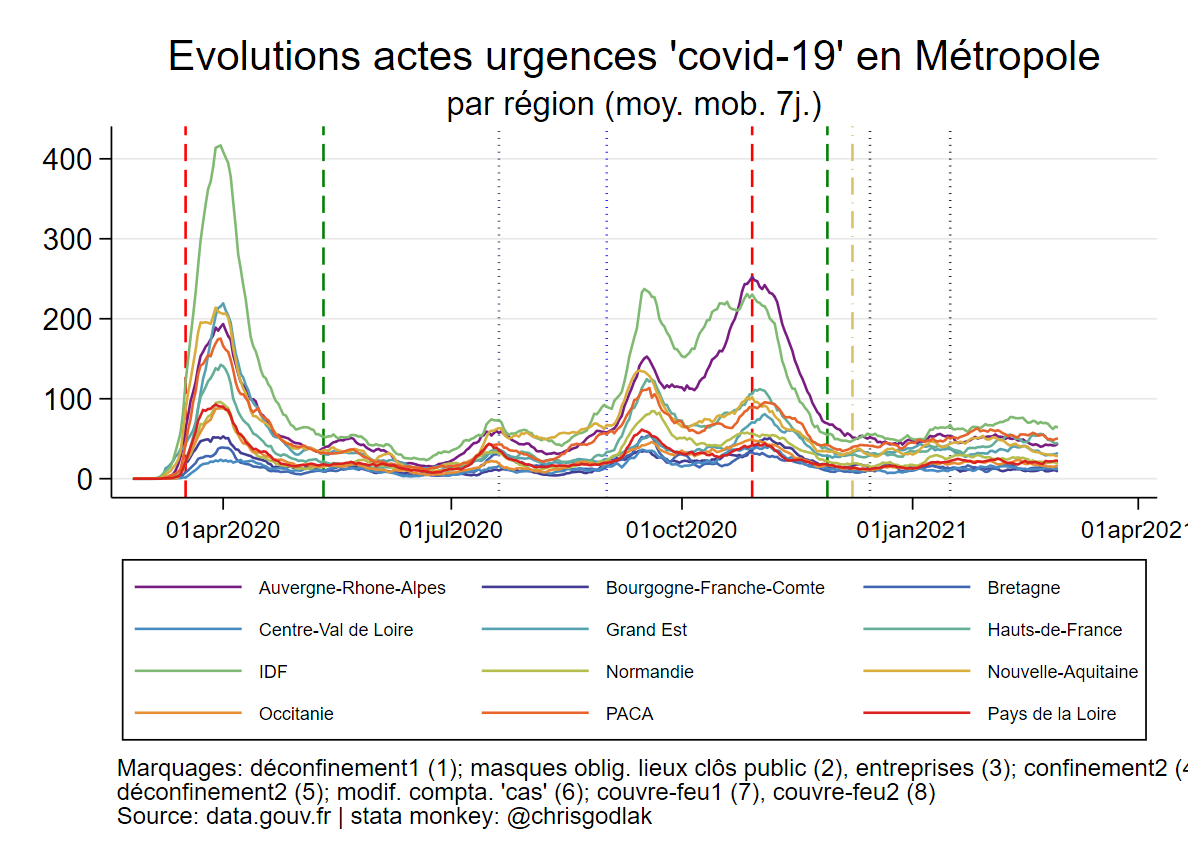 Evolutions actes urgences 'covid-19' en Métropole
par région (moy. mob. 7j.)
400
300
200
100
0
01apr2020 01jul2020 01oct2020 01jan2021 01apr2021
Auvergne-Rhone-Alpes Bourgogne-Franche-Comte Bretagne
Centre-Val de Loire Grand Est Hauts-de-France
IDF Normandie Nouvelle-Aquitaine
Occitanie PACA Pays de la Loire
Marquages: déconfinement1 (1); masques oblig. lieux clôs public (2), entreprises (3); confinement2 (4
déconfinement2 (5); modif. compta. 'cas' (6); couvre-feu1 (7), couvre-feu2 (8)
Source: data.gouv.fr | stata monkey: @chrisgodlak